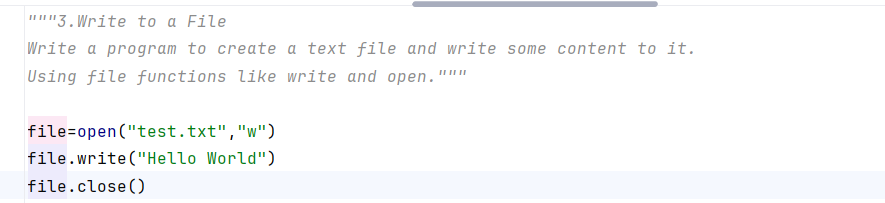 """3.Write to a File
Write a program to create a text file and write some content to it.
Using file functions like write and open."""
file=open("test.txt","w")
file.write("Hello World")
file.close()